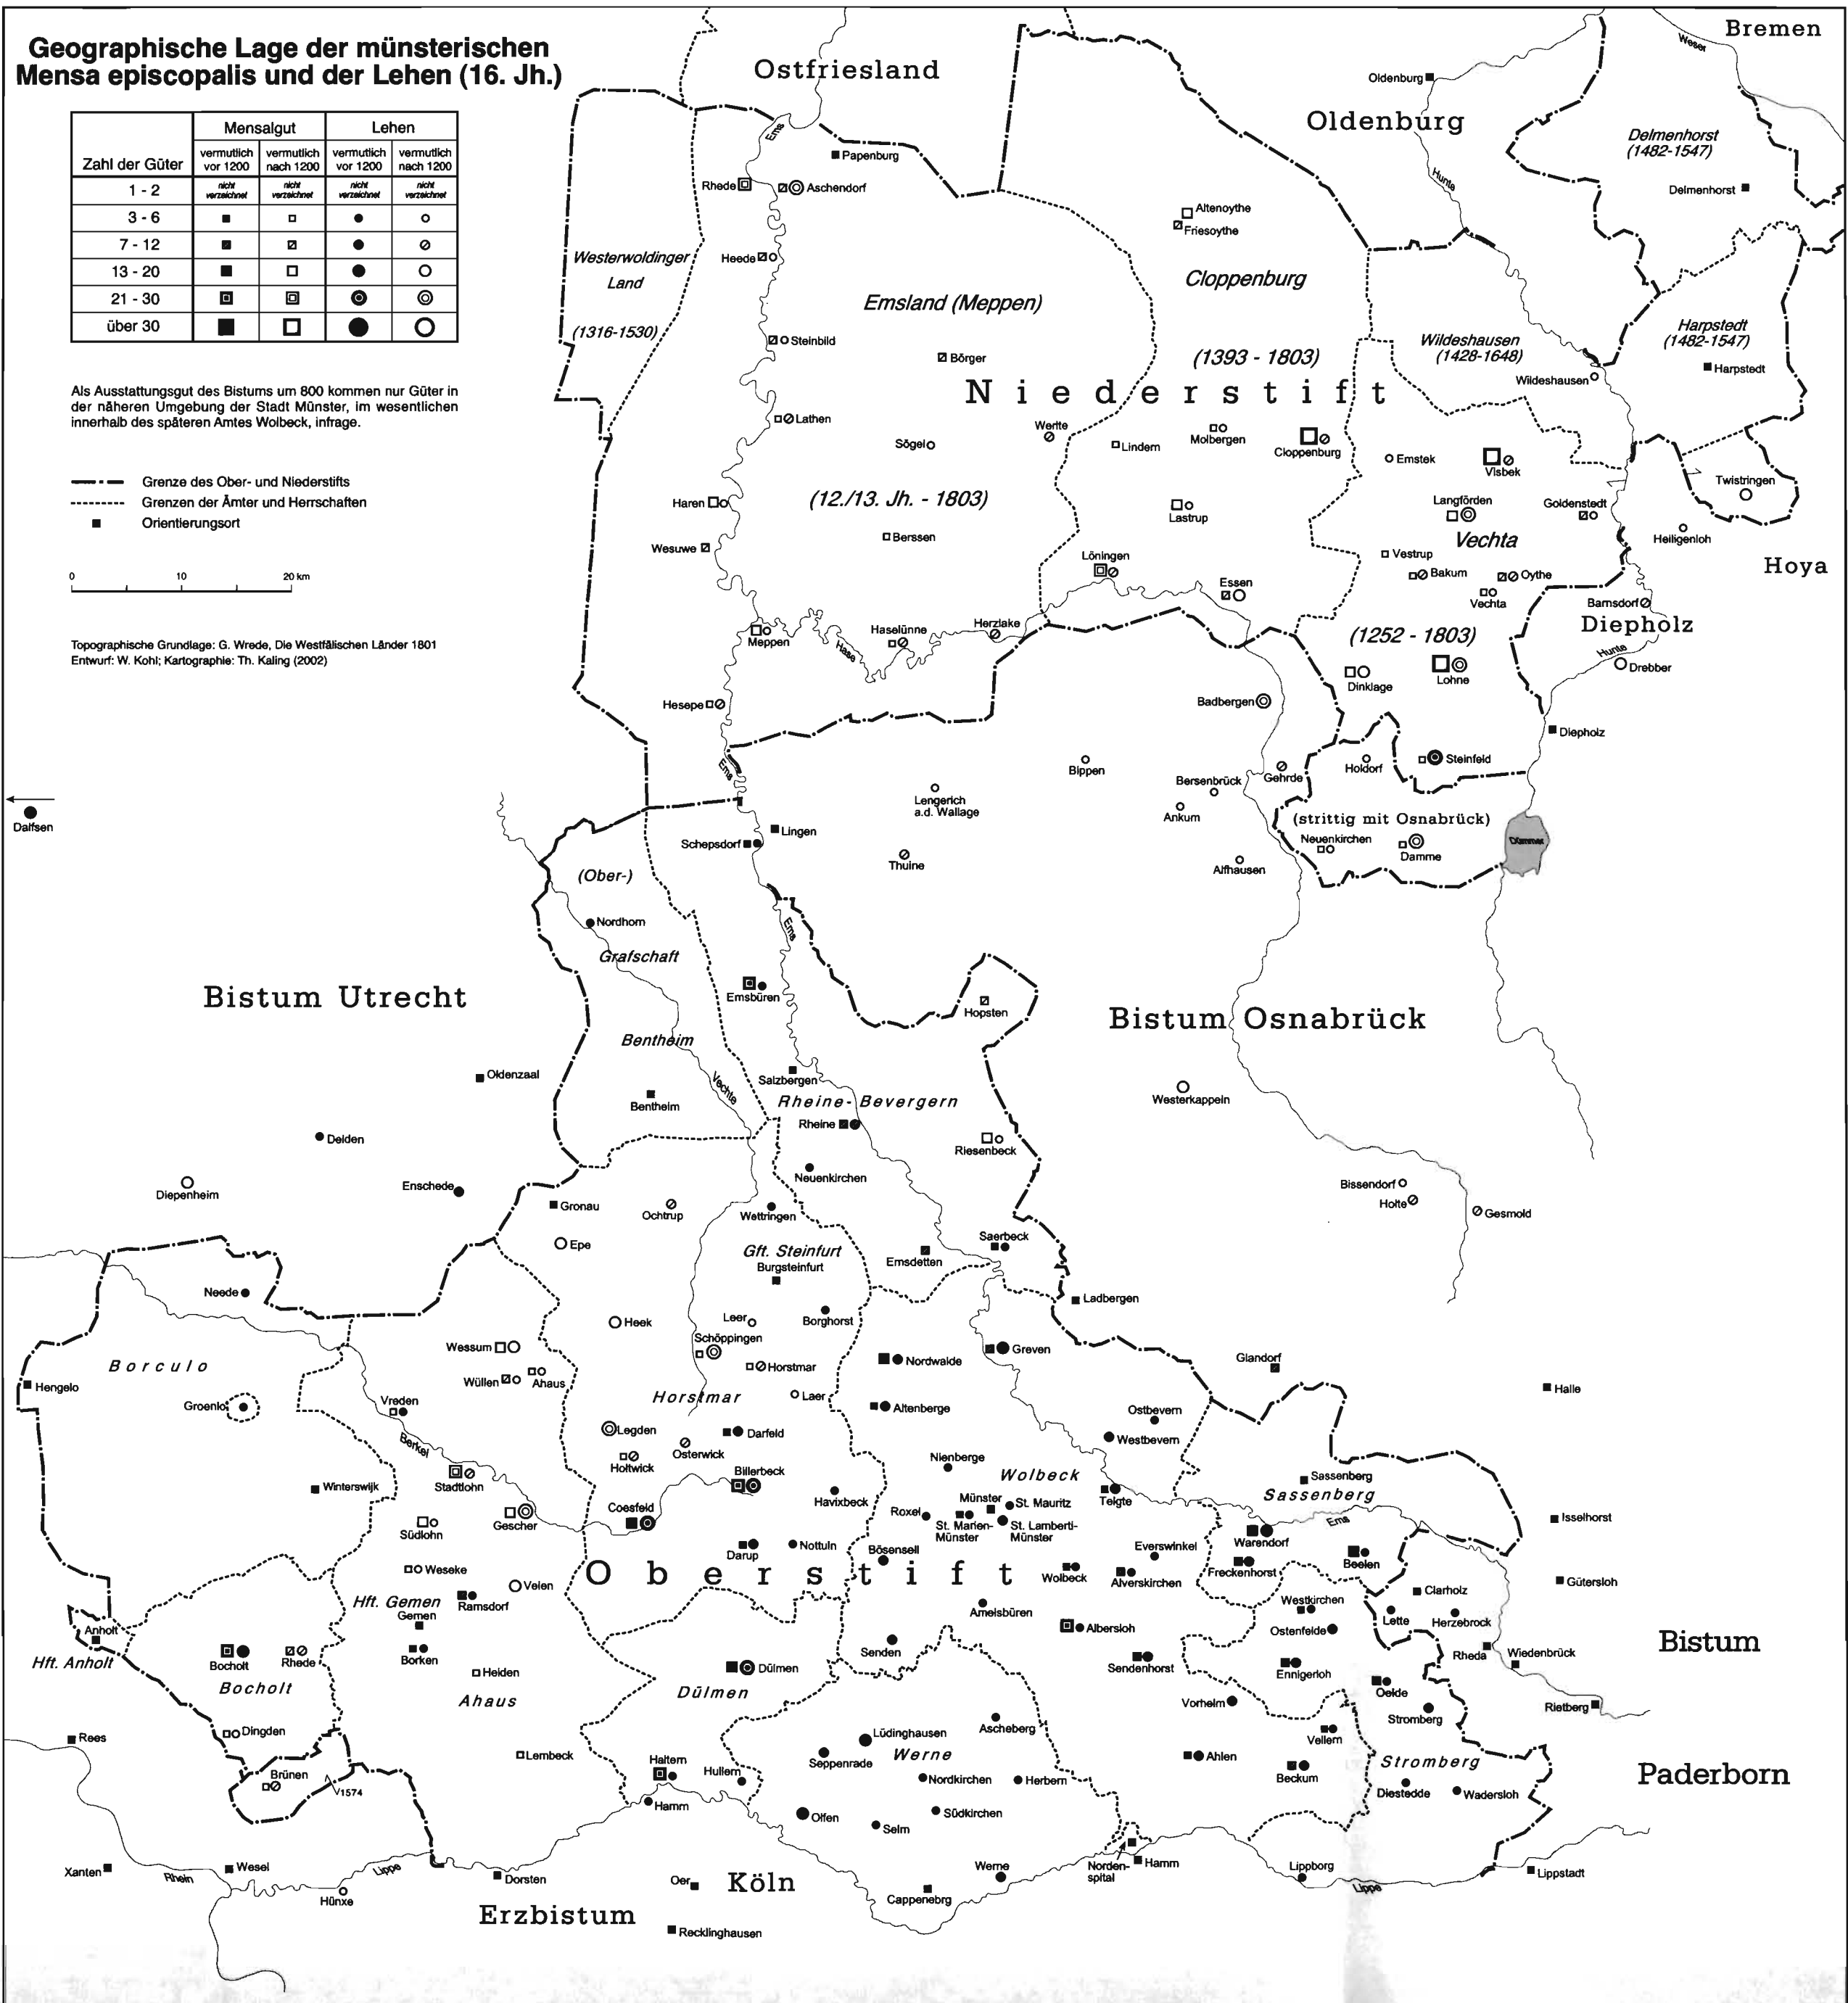 Geographische Lage der münsterischen
Mensa episcopalis und der Lehen (16. Jh.)
Zahl der Güter
Mensalgut
Lehen
vermutlich vor 1200
vermutlich nach 1200
vermutlich vor 1200
vermutlich nach 1200
1 - 2
nicht verzeichnet
nicht verzeichnet
nicht verzeichnet
nicht verzeichnet
3 - 6
7 - 12
13 - 20
21 - 30
über 30
Als Ausstattungsgut des Bistums um 800 kommen nur Güter in
der näheren Umgebung der Stadt Münster, im wesentlichen
innerhalb des späteren Amtes Wolbeck, infrage.
Grenze des Ober- und Niederstifts
Grenzen der Ämter und Herrschaften
Orientierungsort
0 10 20 km
Topographische Grundlage: G. Wrede, Die Westfälischen Länder 1801
Entwurf: W. Kohl; Kartographie: Th. Kaling (2002)
Bremen
Weser
Ostfriesland
Oldenburg
Oldenburg
Delmenhorst
(1482-1547)
Delmenhorst
Hunte
Ems
Papenburg
Rhede
Aschendorf
Altenoythe
Friesoythe
Westerwoldinger
Land
(1316-1530)
Heede
Cloppenburg
(1393 - 1803)
Emsland (Meppen)
(12./13. Jh. - 1803)
Steinbild
Börger
Wildeshausen
(1428-1648)
Wildeshausen
Harpstedt
(1482-1547)
Harpstedt
Niederstift
Lathen
Sögel
Werlte
Lindern
Molbergen
Cloppenburg
Emstek
Visbek
Langförden
Goldenstedt
Twistringen
Heiligenloh
Haren
Wesuwe
Berssen
Lastrup
Löningen
Essen
Vestrup
Vechta
Bakum
Oythe
Vechta
Hoya
Barnsdorf
Diepholz
(1252 - 1803)
Meppen
Haselünne
Hase
Herzlake
Dinklage
Lohne
Hunte
Drebber
Hesepe
Badbergen
Diepholz
Ems
Bippen
Gehrde
Holdorf
Steinfeld
Bersenbrück
Lengerich
a.d. Wallage
Ankum
(strittig mit Osnabrück)
Neuenkirchen
Damme
Dümmer
Dalfsen
Schepsdorf
Lingen
Thuine
Alfhausen
(Ober-)
Nordhorn
Grafschaft
Bentheim
Ems
Emsbüren
Hopsten
Bistum Utrecht
Bistum Osnabrück
Oldenzaal
Bentheim
Vechte
Salzbergen
Rheine-Bevergern
Rheine
Westerkappeln
Delden
Riesenbeck
Neuenkirchen
Diepenheim
Enschede
Gronau
Ochtrup
Wettringen
Bissendorf
Holte
Gesmold
Epe
Gft. Steinfurt
Burgsteinfurt
Emsdetten
Saerbeck
Neede
Ladbergen
Heek
Leer
Borghorst
Schöppingen
Borculo
Wessum
Wüllen
Ahaus
Horstmar
Nordwalde
Greven
Glandorf
Hengelo
Halle
Groenlo
Vreden
Horstmar
Laer
Altenberge
Ostbevern
Westbevern
Berkel
Legden
Darfeld
Osterwick
Holtwick
Billerbeck
Nienberge
Wolbeck
Sassenberg
Sassenberg
Winterswijk
Stadtlohn
Gescher
Coesfeld
Havixbeck
Roxel
Münster
St. Mauritz
Telgte
St. Marien-
Münster
St. Lamberti-
Münster
Ems
Isselhorst
Südlohn
Darup
Nottuln
Bösensell
Everswinkel
Warendorf
Freckenhorst
Beelen
Oberstift
Weseke
Velen
Wolbeck
Alverskirchen
Gütersloh
Hft. Gemen
Gemen
Ramsdorf
Amelsbüren
Westkirchen
Clarholz
Lette
Herzebrock
Anholt
Hft. Anholt
Borken
Albersloh
Ostenfelde
Bistum
Bocholt
Rhede
Bocholt
Heiden
Ahaus
Senden
Dülmen
Dülmen
Sendenhorst
Ennigerloh
Rheda
Wiedenbrück
Oelde
Vorhelm
Stromberg
Rietberg
Dingden
Rees
Lembeck
Lüdinghausen
Ascheberg
Seppenrade
Werne
Vellern
Ahlen
Stromberg
Brünen
1574
Haltern
Hullern
Nordkirchen
Herbern
Beckum
Diestedde
Wadersloh
Paderborn
Hamm
Olfen
Südkirchen
Selm
Xanten
Rhein
Wesel
Lippe
Hünxe
Dorsten
Oer
Köln
Werne
Norden-
spital
Hamm
Lippborg
Lippe
Lippstadt
Cappenebrg
Erzbistum
Recklinghausen